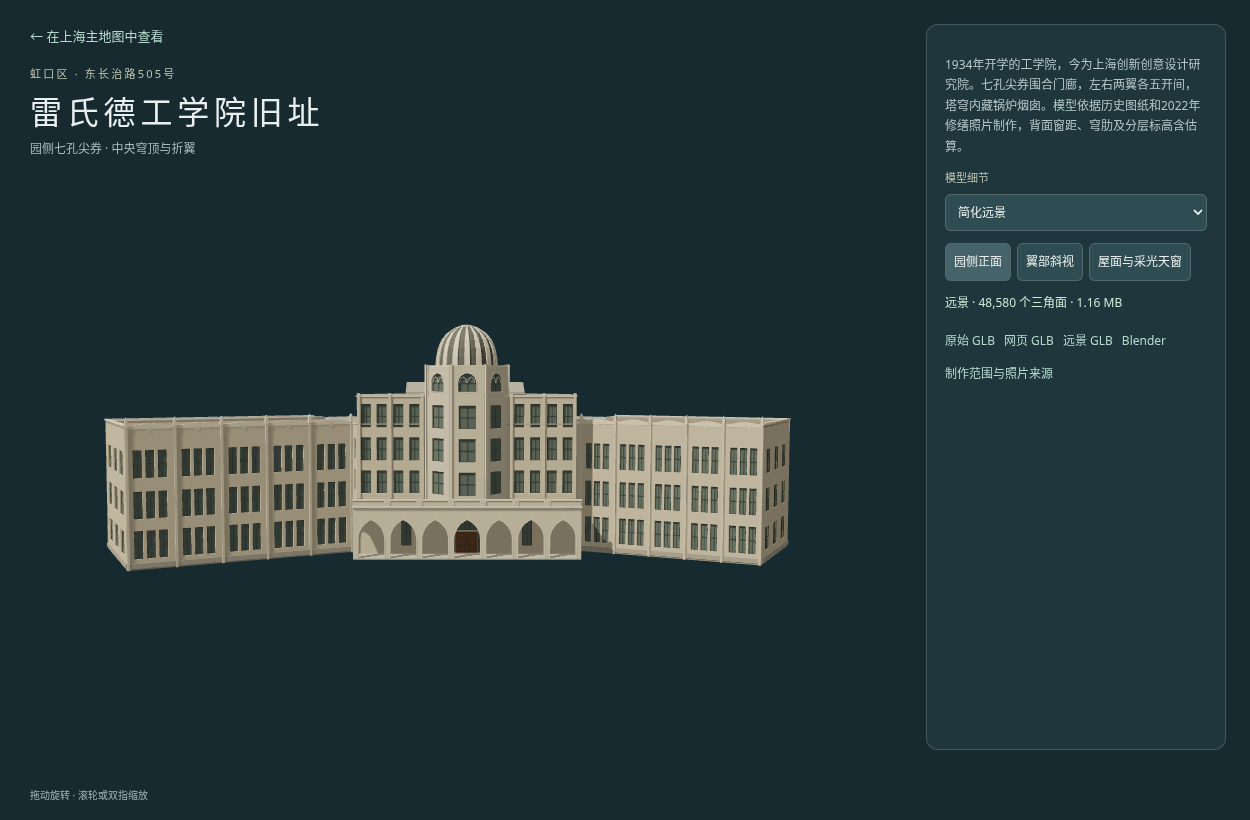 ← 在上海主地图中查看
虹口区 · 东长治路505号
雷氏德工学院旧址
园侧七孔尖券 · 中央穹顶与折翼
1934年开学的工学院，今为上海创新创意设计研
究院。七孔尖券围合门廊，左右两翼各五开间，
塔穹内藏锅炉烟囱。模型依据历史图纸和2022年
修缮照片制作，背面窗距、穹肋及分层标高含估
算。
模型细节
简化远景
园侧正面 翼部斜视 屋面与采光天窗
远景 · 48,580 个三角面 · 1.16 MB
原始 GLB 网页 GLB 远景 GLB Blender
制作范围与照片来源
拖动旋转 · 滚轮或双指缩放